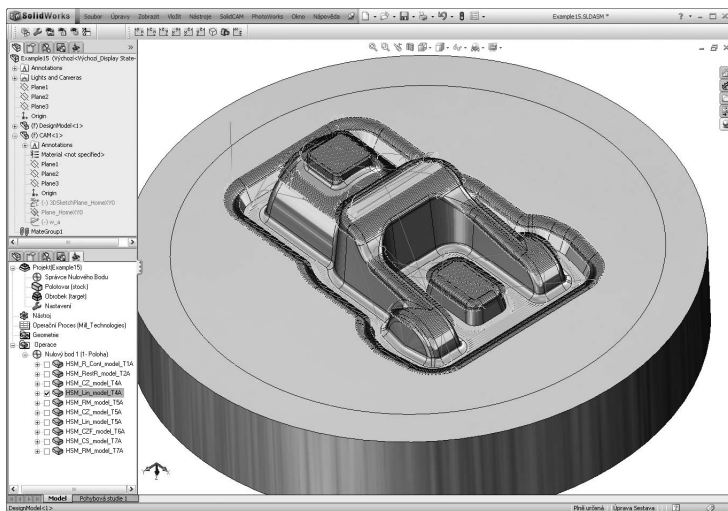 SolidWorks Soubor Úpravy Zobrazit Vložit Nástroje SolidCAM PhotoWorks Okno Nápověda Example15.SLDASM *
Example15 (Výchozí<Výchozí_Display State-
Annotations
Lights and Cameras
Plane1
Plane2
Plane3
Origin
(f) DesignModel<1>
(f) CAM<1>
Annotations
Material <not specified>
Plane1
Plane2
Plane3
Origin
(-) 3DSketchPlane_HomeXY0
Plane_HomeXY0
(-) w_a
MateGroup1
Projekt(Example15)
Správce Nulového Bodu
Polotovar (stock)
Obrobek (target)
Nastavení
Nástroj
Operační Proces (Mill_Technologies)
Geometrie
Operace
Nulový bod 1 (1- Poloha)
HSM_R_Cont_model_T1A
HSM_RestR_model_T2A
HSM_CZ_model_T4A
HSM_Lin_model_T4A
HSM_RM_model_T5A
HSM_CZ_model_T5A
HSM_Lin_model_T5A
HSM_CZF_model_T6A
HSM_CS_model_T7A
HSM_RM_model_T7A
Model Pohybová studie 1
DesignModel<1> Plně určená Úprava Sestava